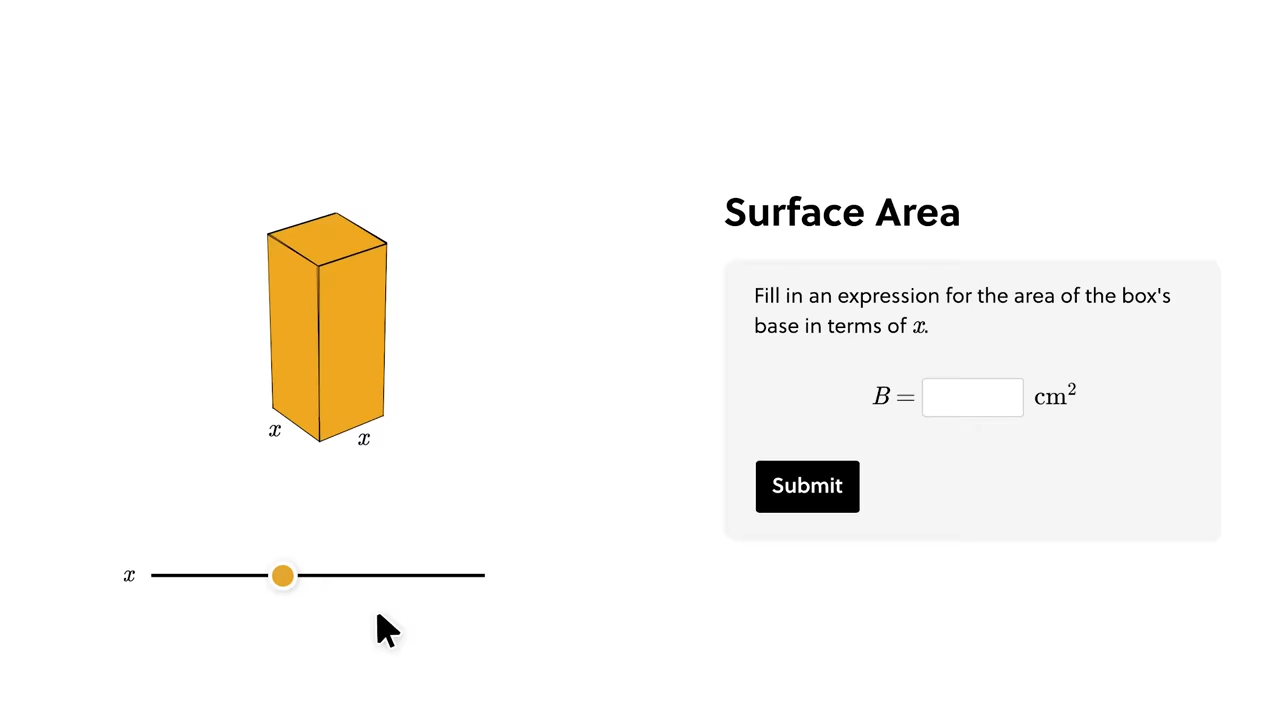 x
x
x
Surface Area
Fill in an expression for the area of the box's
base in terms of x.
B = cm²
Submit